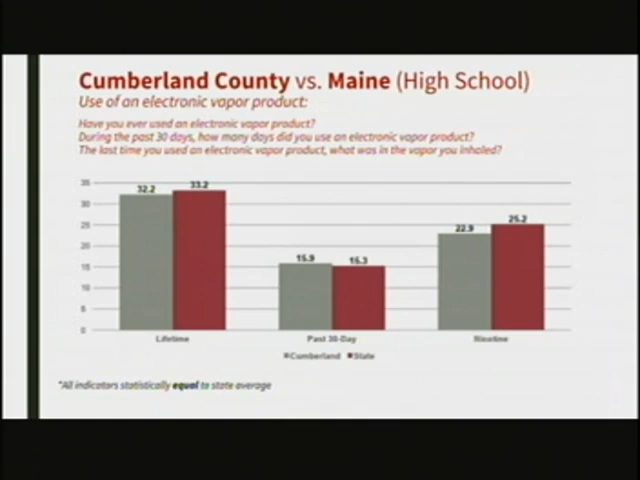 Cumberland County vs. Maine (High School)
Use of an electronic vapor product:
Have you ever used an electronic vapor product?
During the past 30 days, how many days did you use an electronic vapor product?
The last time you used an electronic vapor product, what was in the vapor you inhaled?
35
30
25
20
15
10
5
0
32.2
33.2
15.9
15.3
22.9
25.2
Lifetime
Past 30-Day
Nicotine
Cumberland State
*All indicators statistically equal to state average